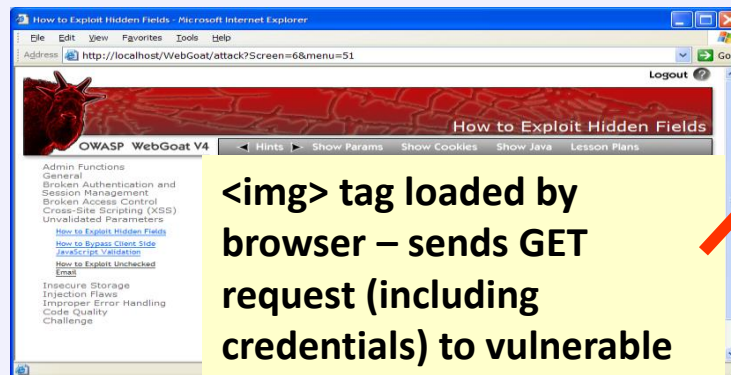 How to Exploit Hidden Fields - Microsoft Internet Explorer
File Edit View Favorites Tools Help
Address http://localhost/WebGoat/attack?Screen=6&menu=51 Go
Logout ?
How to Exploit Hidden Fields
OWASP WebGoat V4 Hints Show Params Show Cookies Show Java Lesson Plans
Admin Functions
General
Broken Authentication and
Session Management
Broken Access Control
Cross-Site Scripting (XSS)
Unvalidated Parameters
How to Exploit Hidden Fields
How to Bypass Client Side
JavaScript Validation
How to Exploit Unchecked
Email
Insecure Storage
Injection Flaws
Improper Error Handling
Code Quality
Challenge
<img> tag loaded by
browser – sends GET
request (including
credentials) to vulnerable